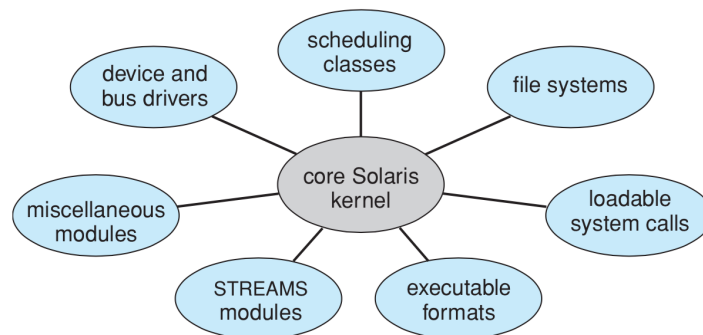 scheduling
classes
device and
bus drivers
file systems
core Solaris
kernel
miscellaneous
modules
loadable
system calls
STREAMS
modules
executable
formats